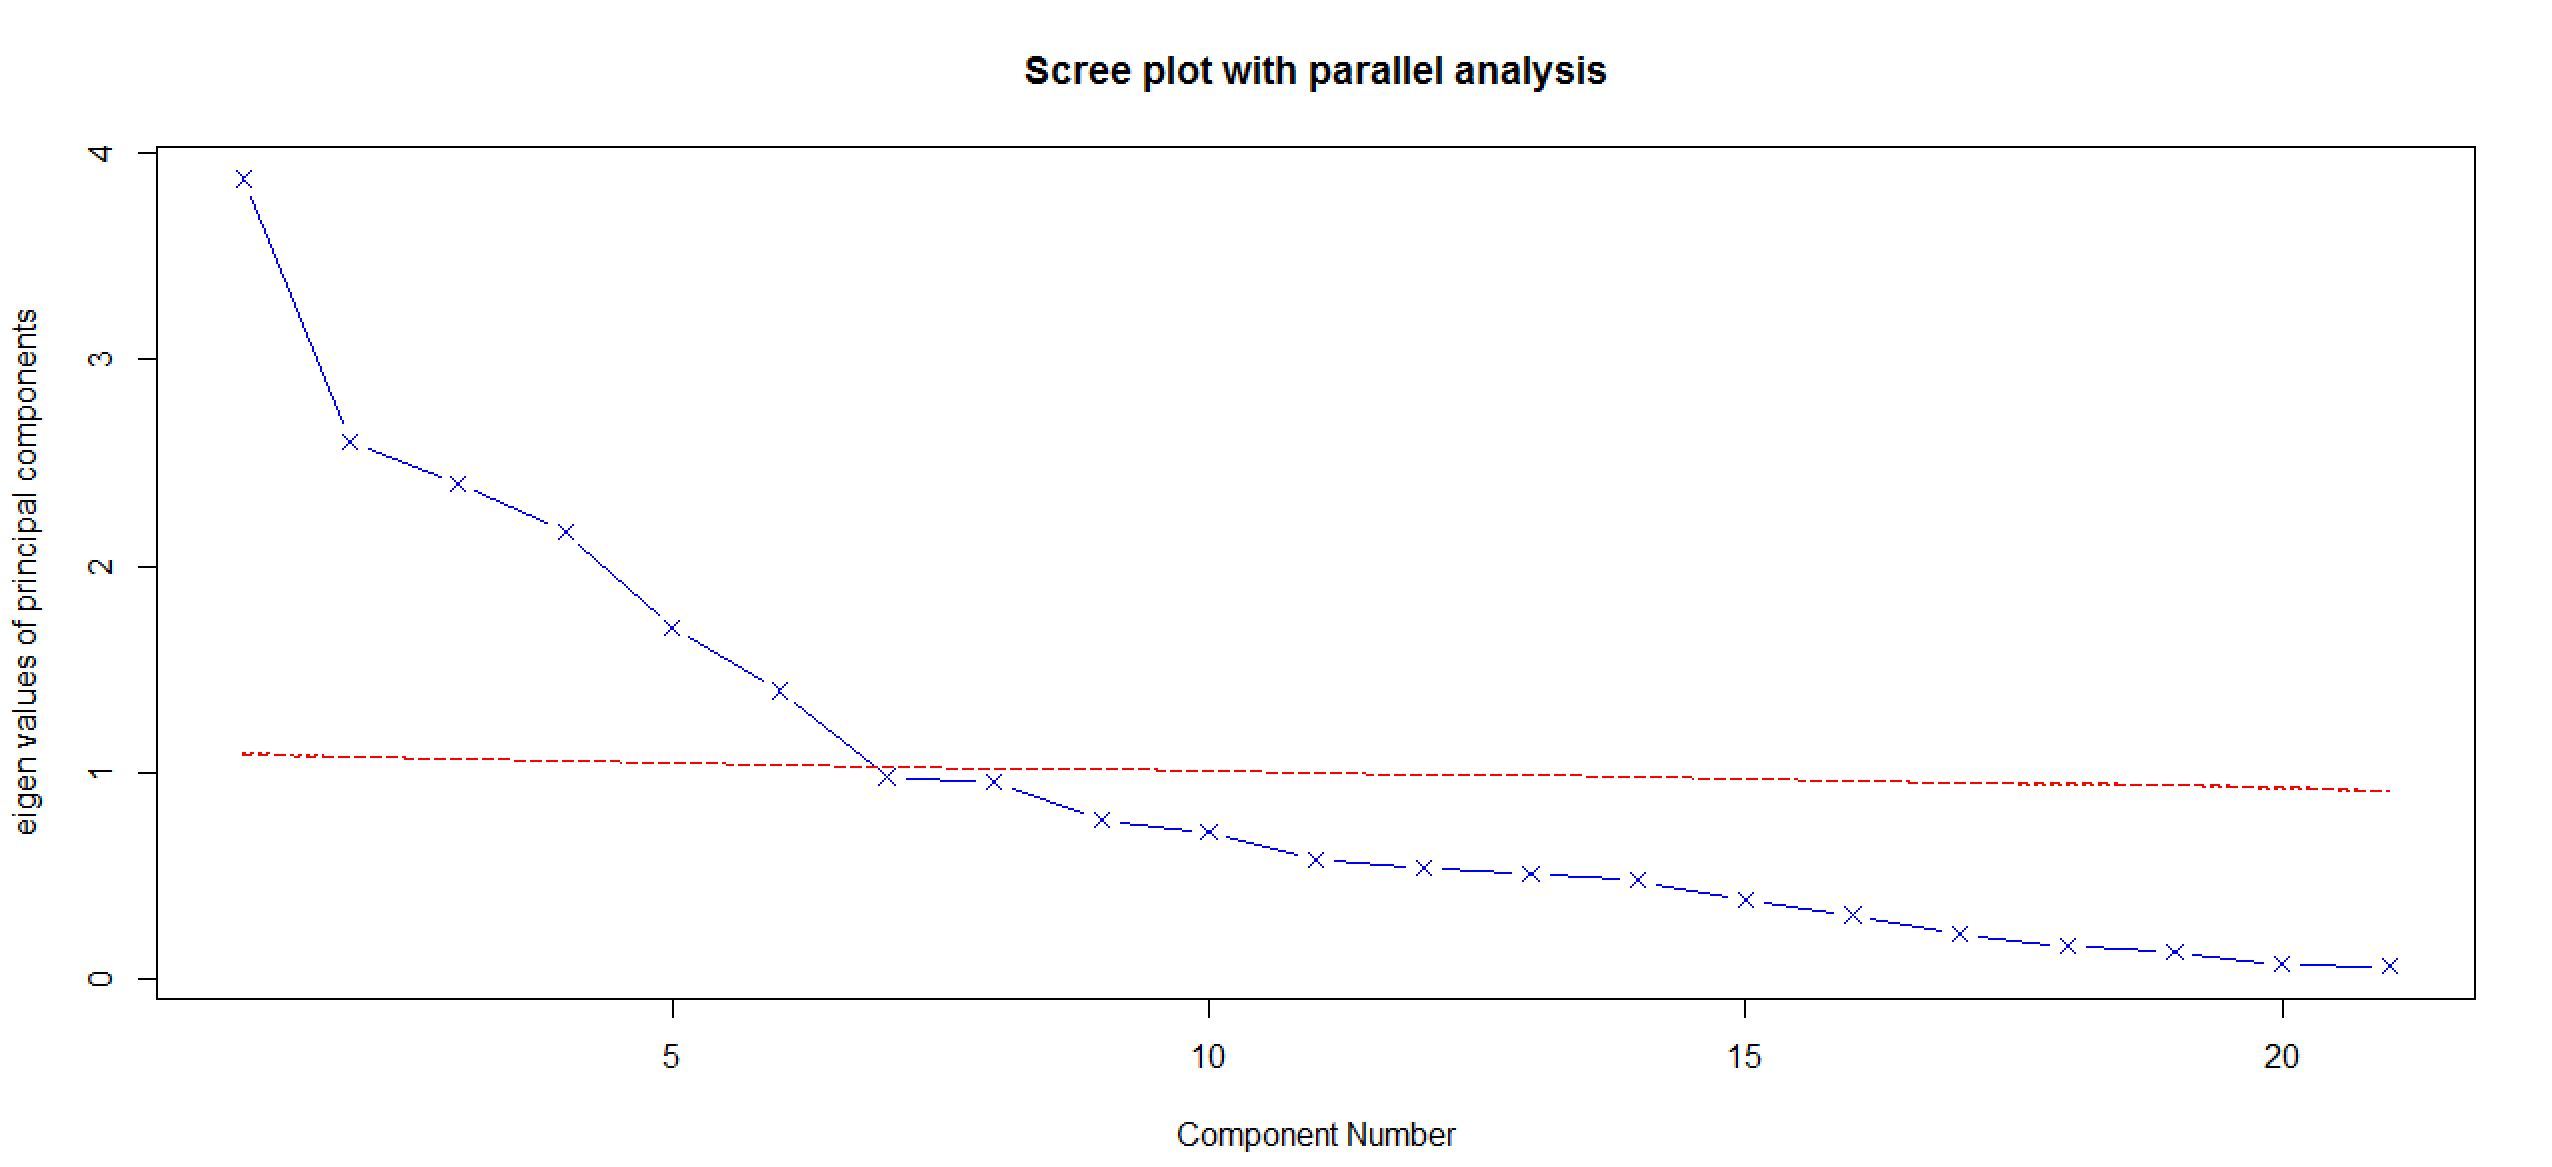 Scree plot with parallel analysis
eigen values of principal components
4
3
2
1
0
5 10 15 20
Component Number